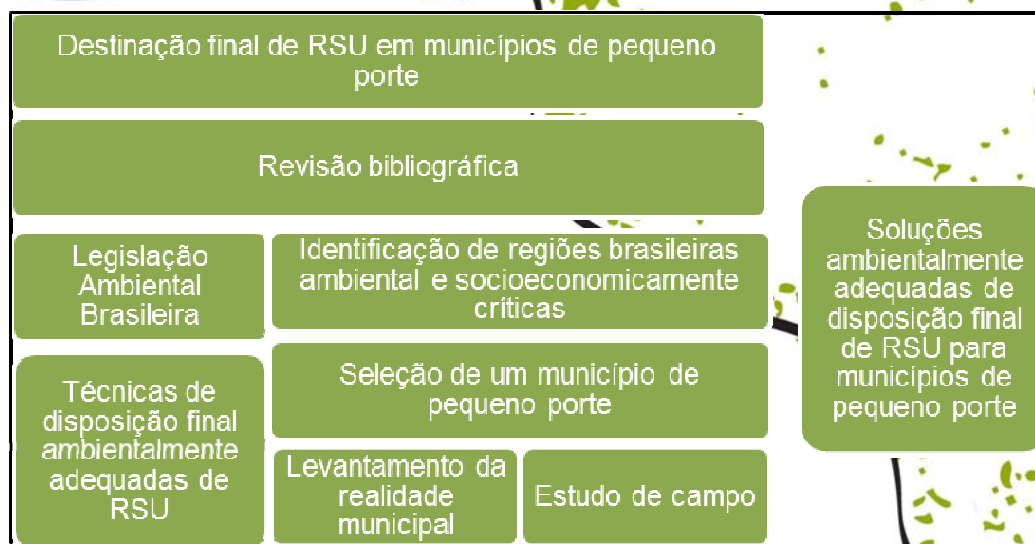 Destinação final de RSU em municípios de pequeno
porte
Revisão bibliográfica
Legislação
Ambiental
Brasileira
Identificação de regiões brasileiras
ambiental e socioeconomicamente
críticas
Técnicas de
disposição final
ambientalmente
adequadas de
RSU
Seleção de um município de
pequeno porte
Levantamento da
realidade
municipal
Estudo de campo
Soluções
ambientalmente
adequadas de
disposição final
de RSU para
municípios de
pequeno porte